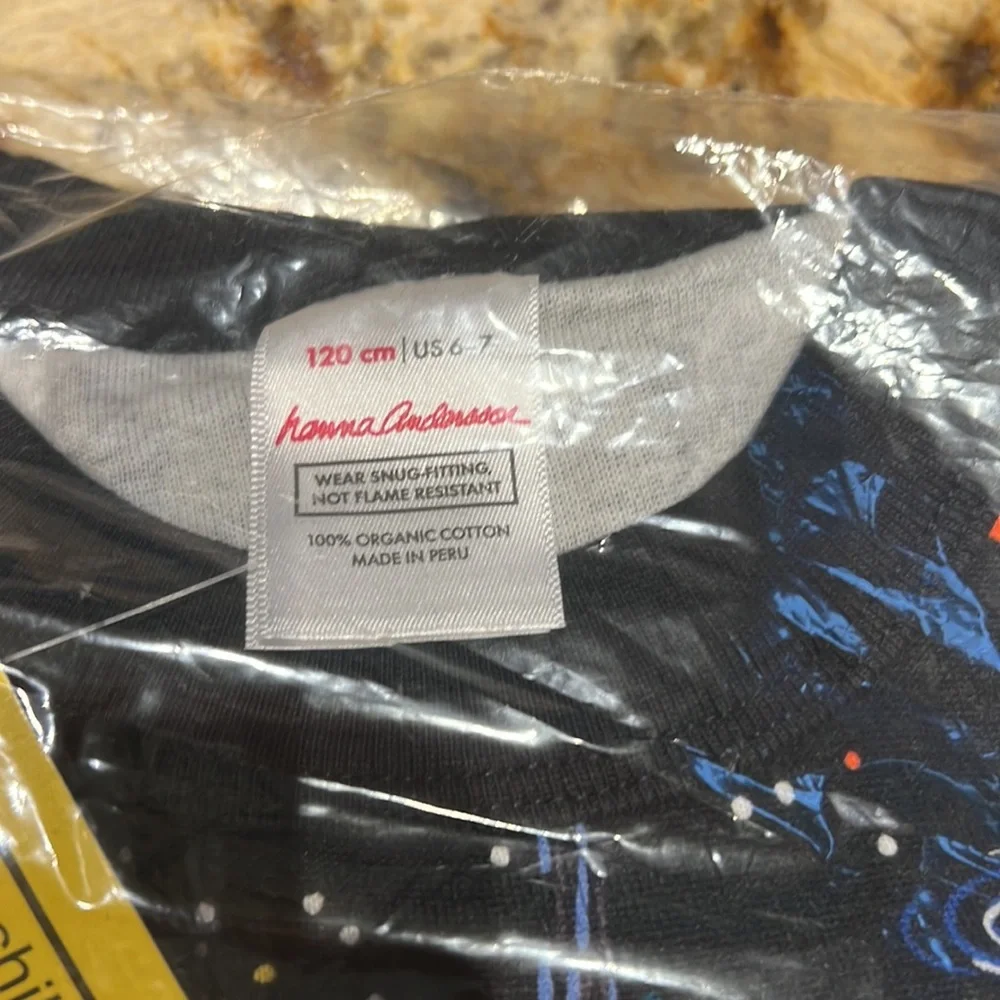 120 cm | US 6-7
hanna Andersson
WEAR SNUG-FITTING,
NOT FLAME RESISTANT
100% ORGANIC COTTON
MADE IN PERU